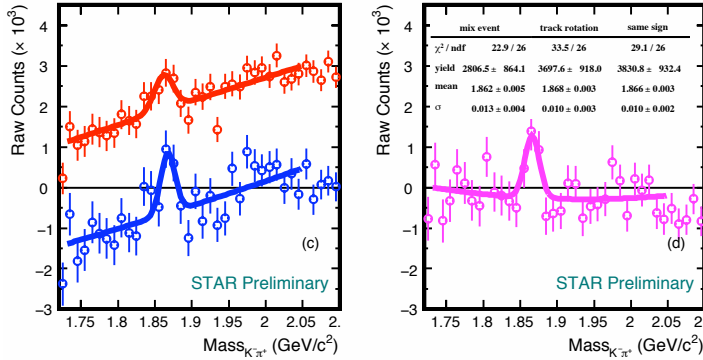 Raw Counts (× 10³)
4
3
2
1
0
−1
−2
−3
(c)
STAR Preliminary
1.75 1.8 1.85 1.9 1.95 2 2.05 2.
Mass_{K⁻π⁺} (GeV/c²)
Raw Counts (× 10³)
4
3
2
1
0
−1
−2
−3
mix event track rotation same sign
χ² / ndf 22.9 / 26 33.5 / 26 29.1 / 26
yield 2806.5 ± 864.1 3697.6 ± 918.0 3830.8 ± 932.4
mean 1.862 ± 0.005 1.868 ± 0.003 1.866 ± 0.003
σ 0.013 ± 0.004 0.010 ± 0.003 0.010 ± 0.002
(d)
STAR Preliminary
1.75 1.8 1.85 1.9 1.95 2 2.05 2.
Mass_{K⁻π⁺} (GeV/c²)